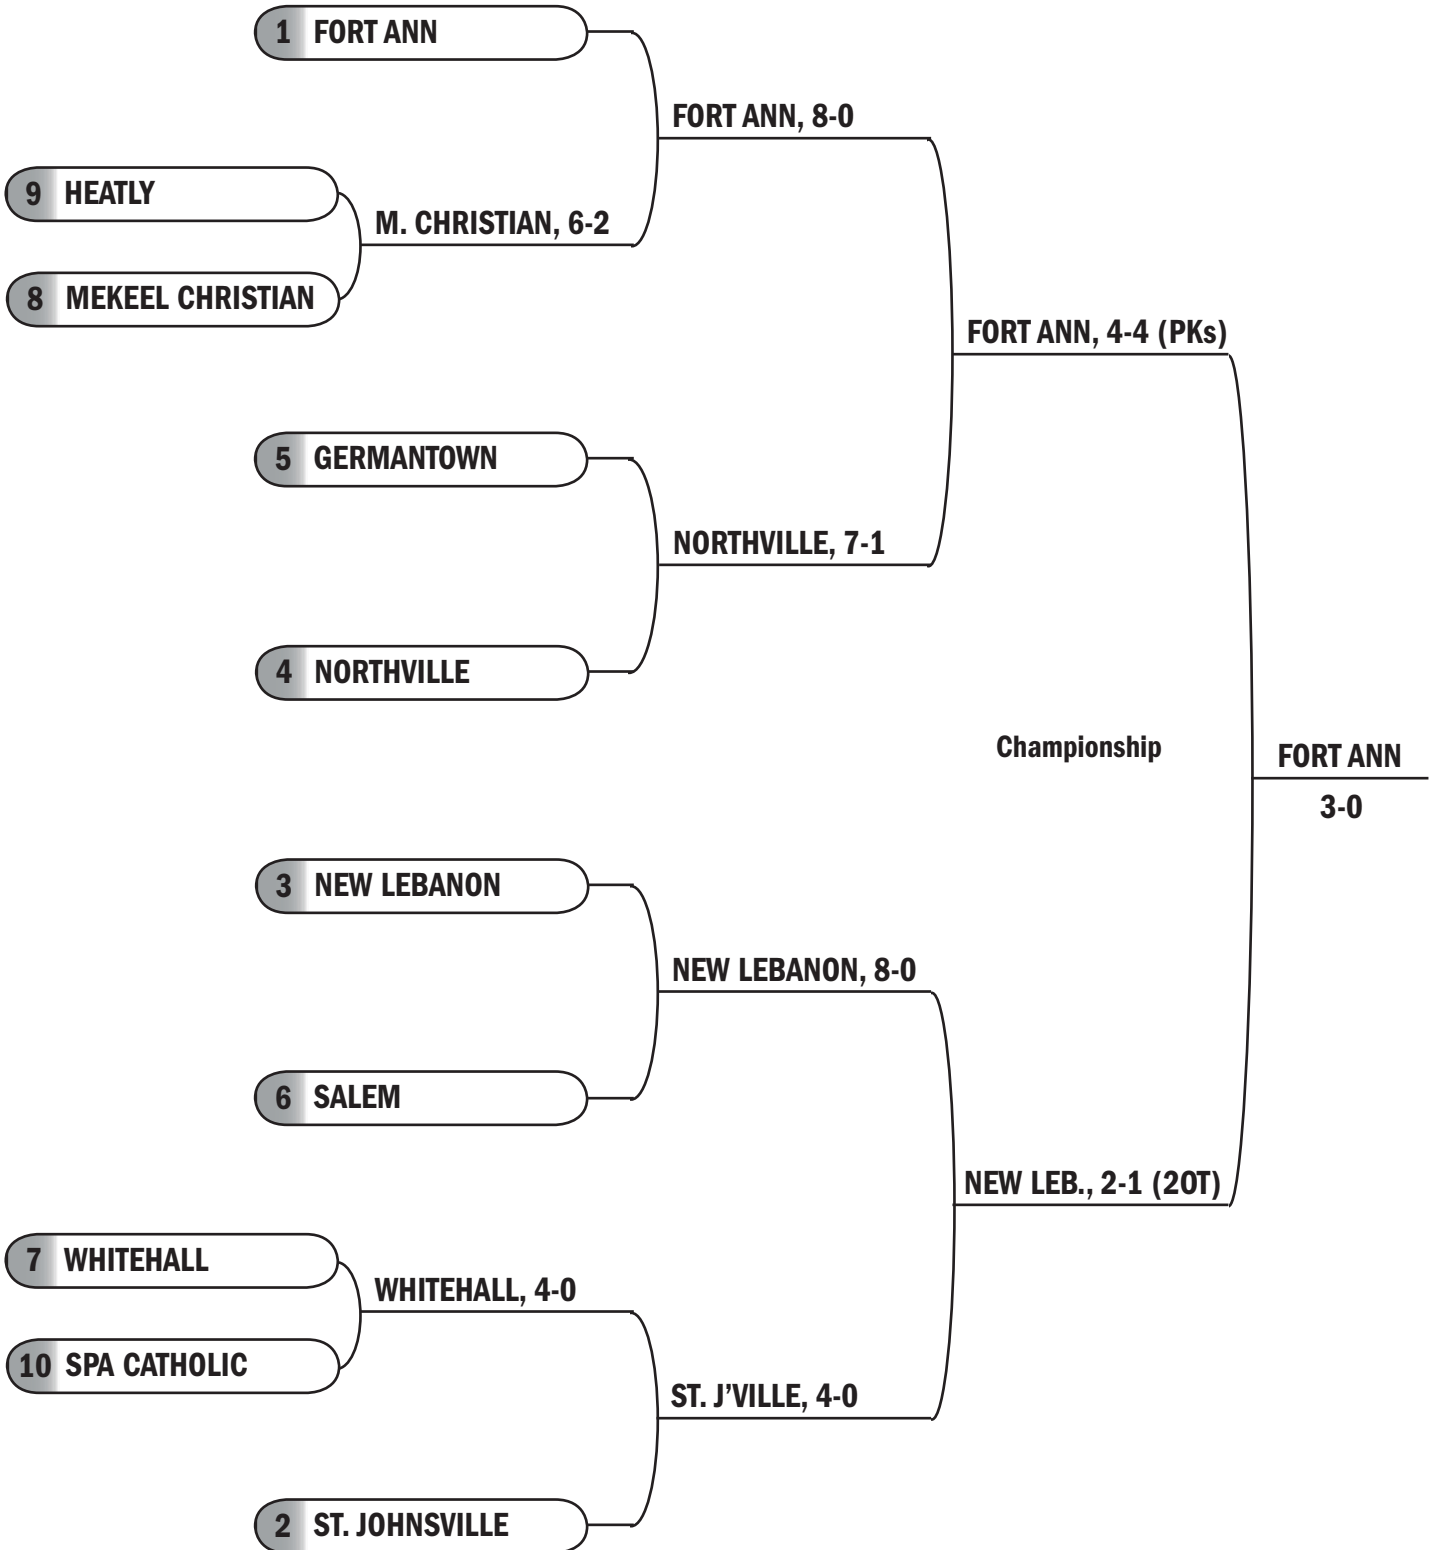 1 FORT ANN
FORT ANN, 8-0
9 HEATLY
M. CHRISTIAN, 6-2
8 MEKEEL CHRISTIAN
FORT ANN, 4-4 (PKs)
5 GERMANTOWN
NORTHVILLE, 7-1
4 NORTHVILLE
Championship
FORT ANN
3-0
3 NEW LEBANON
NEW LEBANON, 8-0
6 SALEM
NEW LEB., 2-1 (2OT)
7 WHITEHALL
WHITEHALL, 4-0
10 SPA CATHOLIC
ST. J’VILLE, 4-0
2 ST. JOHNSVILLE